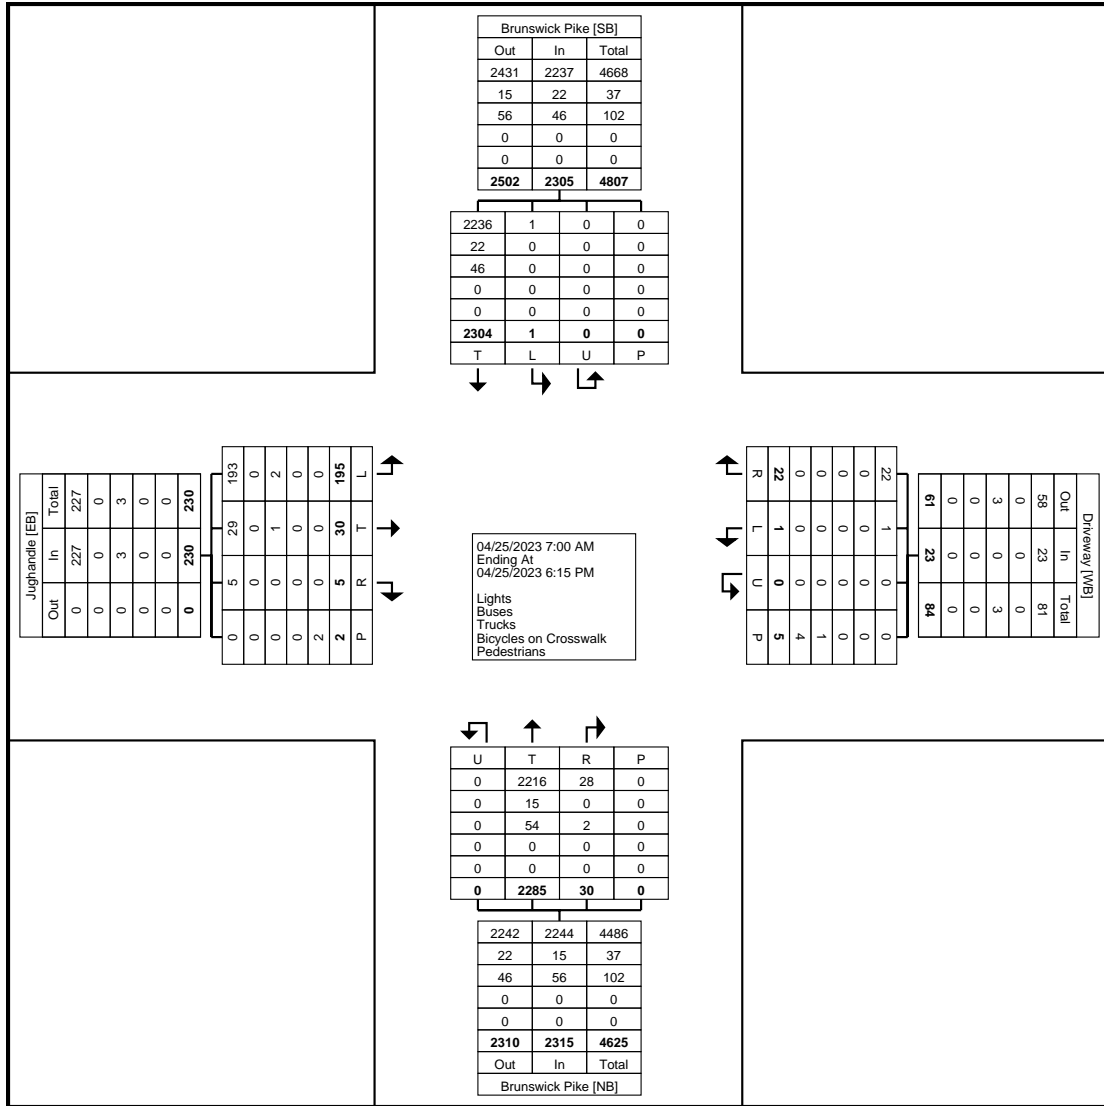 Brunswick Pike [SB]
Out In Total
2431 2237 4668
15 22 37
56 46 102
0 0 0
0 0 0
2502 2305 4807
2236 1 0 0
22 0 0 0
46 0 0 0
0 0 0 0
0 0 0 0
2304 1 0 0
T L U P
Jughandle [EB]
Total 227 0 3 0 0 230
In 227 0 3 0 0 230
Out 0 0 0 0 0 0
193 0 2 0 0 195 L
29 0 1 0 0 30 T
5 0 0 0 0 5 R
0 0 0 0 2 2 P
04/25/2023 7:00 AM
Ending At
04/25/2023 6:15 PM
Lights
Buses
Trucks
Bicycles on Crosswalk
Pedestrians
R 22 0 0 0 0 22
L 1 0 0 0 0 1
U 0 0 0 0 0 0
P 5 4 1 0 0 0
Driveway [WB]
Out 58 0 3 0 0 61
In 23 0 0 0 0 23
Total 81 0 3 0 0 84
U T R P
0 2216 28 0
0 15 0 0
0 54 2 0
0 0 0 0
0 0 0 0
0 2285 30 0
2242 2244 4486
22 15 37
46 56 102
0 0 0
0 0 0
2310 2315 4625
Out In Total
Brunswick Pike [NB]